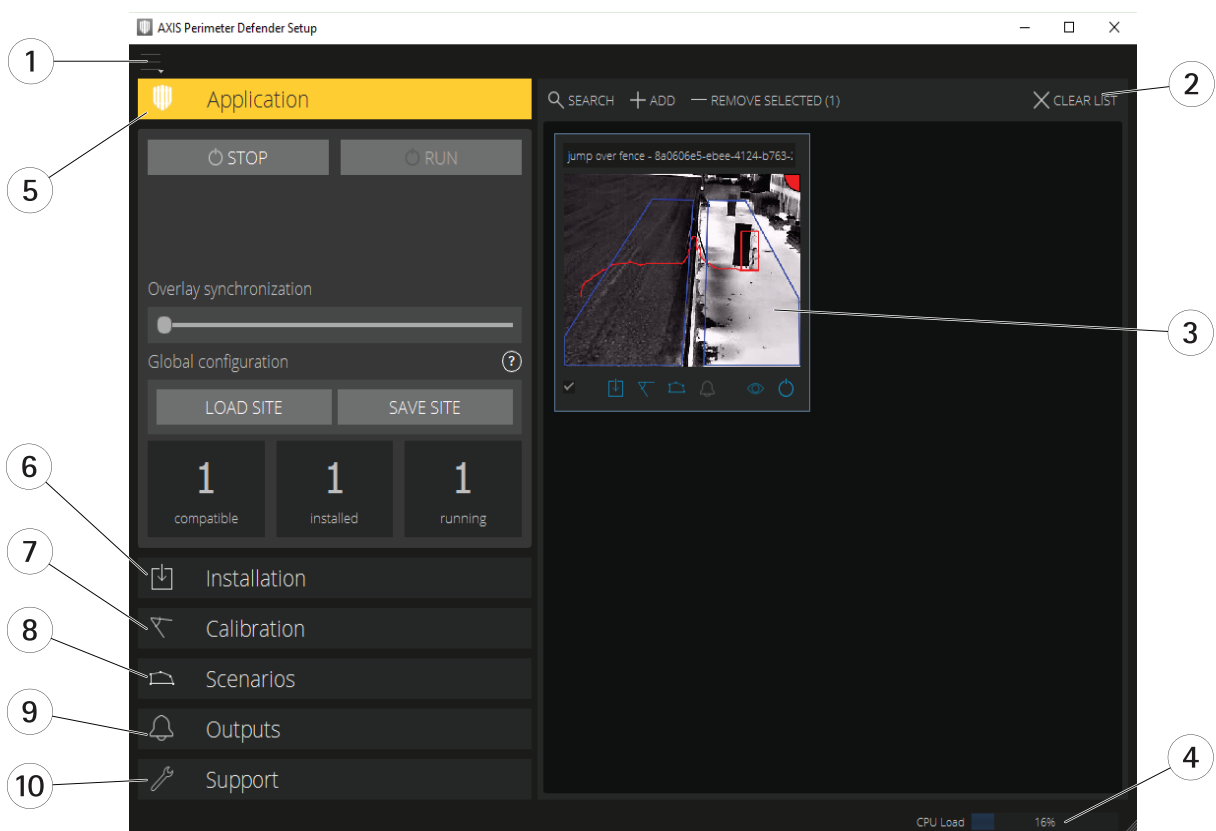 AXIS Perimeter Defender Setup
1
2
Application
SEARCH ADD REMOVE SELECTED (1) CLEAR LIST
5
STOP RUN
jump over fence - 8a0606e5-ebee-4124-b763-
Overlay synchronization
3
Global configuration ?
LOAD SITE SAVE SITE
6
1 1 1
compatible installed running
7
Installation
8
Calibration
Scenarios
9
Outputs
4
10
Support
CPU Load 16%